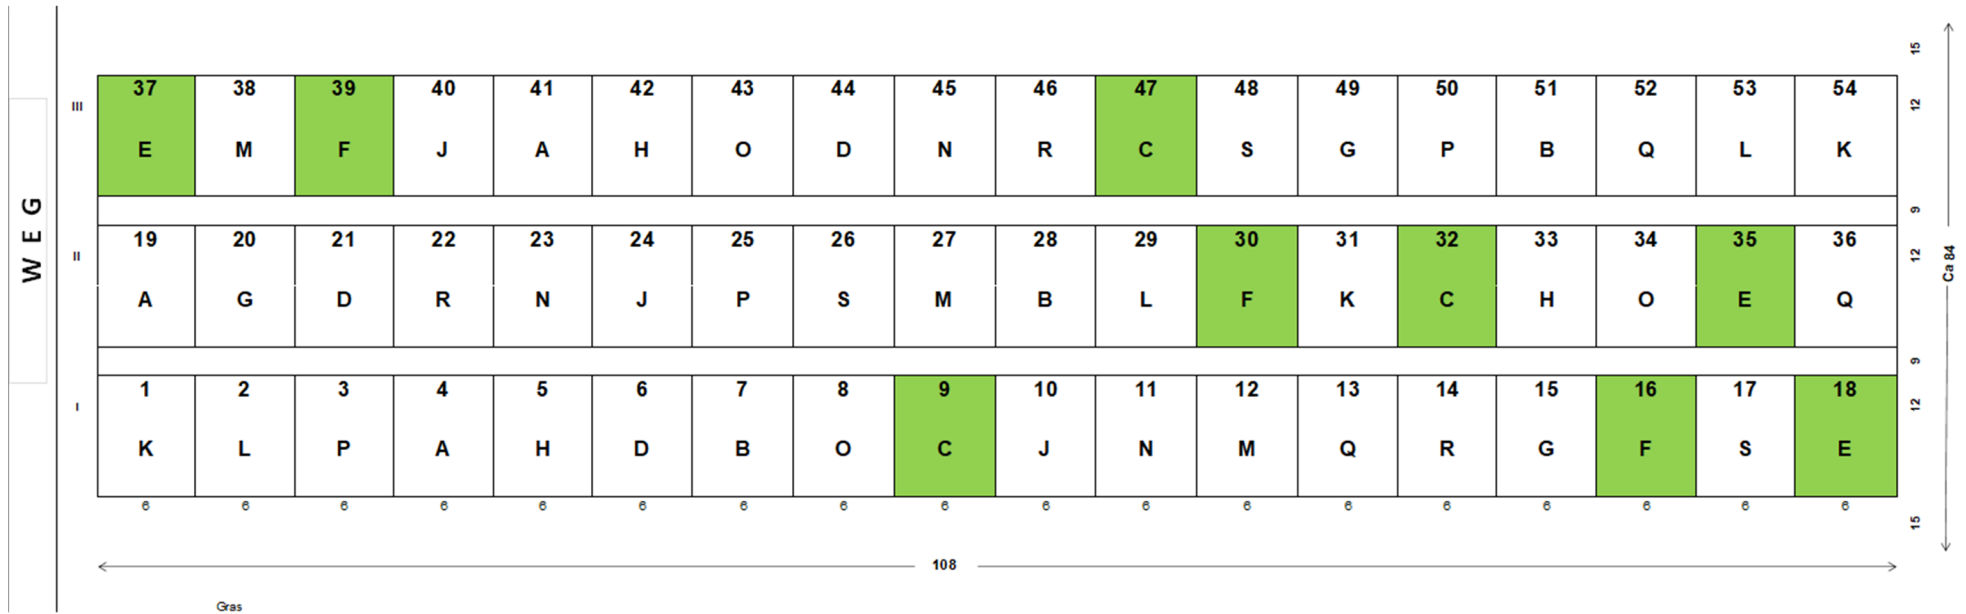 15
37 38 39 40 41 42 43 44 45 46 47 48 49 50 51 52 53 54
III 12
E M F J A H O D N R C S G P B Q L K
WEG
9
19 20 21 22 23 24 25 26 27 28 29 30 31 32 33 34 35 36
II 12
Ca 84
A G D R N J P S M B L F K C H O E Q
9
1 2 3 4 5 6 7 8 9 10 11 12 13 14 15 16 17 18
I 12
K L P A H D B O C J N M Q R G F S E
6 6 6 6 6 6 6 6 6 6 6 6 6 6 6 6 6 6
15
108
Gras